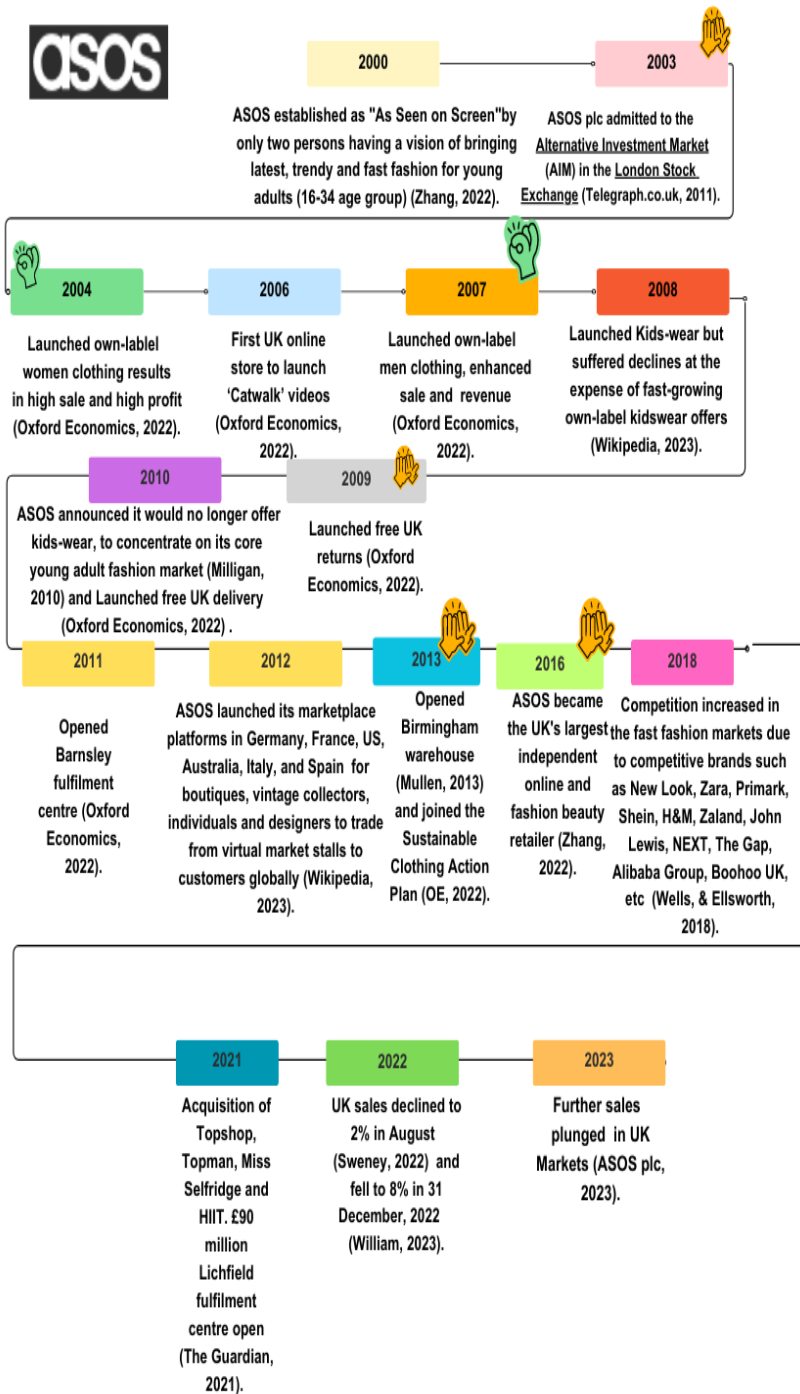 asos
2000
ASOS established as "As Seen on Screen"by
only two persons having a vision of bringing
latest, trendy and fast fashion for young
adults (16-34 age group) (Zhang, 2022).
2003
ASOS plc admitted to the
Alternative Investment Market
(AIM) in the London Stock
Exchange (Telegraph.co.uk, 2011).
2004
Launched own-lablel
women clothing results
in high sale and high profit
(Oxford Economics, 2022).
2006
First UK online
store to launch
‘Catwalk’ videos
(Oxford Economics,
2022).
2007
Launched own-label
men clothing, enhanced
sale and revenue
(Oxford Economics,
2022).
2008
Launched Kids-wear but
suffered declines at the
expense of fast-growing
own-label kidswear offers
(Wikipedia, 2023).
2009
Launched free UK
returns (Oxford
Economics, 2022).
2010
ASOS announced it would no longer offer
kids-wear, to concentrate on its core
young adult fashion market (Milligan,
2010) and Launched free UK delivery
(Oxford Economics, 2022) .
2011
Opened
Barnsley
fulfilment
centre (Oxford
Economics,
2022).
2012
ASOS launched its marketplace
platforms in Germany, France, US,
Australia, Italy, and Spain for
boutiques, vintage collectors,
individuals and designers to trade
from virtual market stalls to
customers globally (Wikipedia,
2023).
2013
Opened
Birmingham
warehouse
(Mullen, 2013)
and joined the
Sustainable
Clothing Action
Plan (OE, 2022).
2016
ASOS became
the UK's largest
independent
online and
fashion beauty
retailer (Zhang,
2022).
2018
Competition increased in
the fast fashion markets due
to competitive brands such
as New Look, Zara, Primark,
Shein, H&M, Zaland, John
Lewis, NEXT, The Gap,
Alibaba Group, Boohoo UK,
etc (Wells, & Ellsworth,
2018).
2021
Acquisition of
Topshop,
Topman, Miss
Selfridge and
HIIT. £90
million
Lichfield
fulfilment
centre open
(The Guardian,
2021).
2022
UK sales declined to
2% in August
(Sweney, 2022) and
fell to 8% in 31
December, 2022
(William, 2023).
2023
Further sales
plunged in UK
Markets (ASOS plc,
2023).